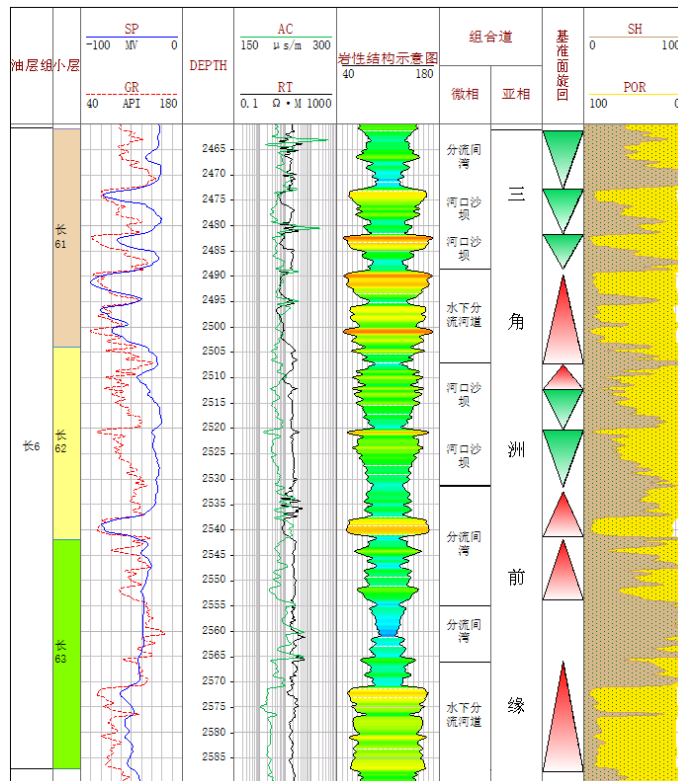 油层组
小层
SP
-100 MV 0
GR
40 API 180
DEPTH
AC
150 μs/m 300
RT
0.1 Ω·M 1000
岩性结构示意图
40 180
组合道
微相
亚相
基准面旋回
SH
0 100
POR
100 0
长6
长
61
长
62
长
63
2465
2470
2475
2480
2485
2490
2495
2500
2505
2510
2515
2520
2525
2530
2535
2540
2545
2550
2555
2560
2565
2570
2575
2580
2585
分流间
湾
河口沙
坝
河口沙
坝
水下分
流河道
河口沙
坝
河口沙
坝
分流间
湾
分流间
湾
水下分
流河道
三
角
洲
前
缘